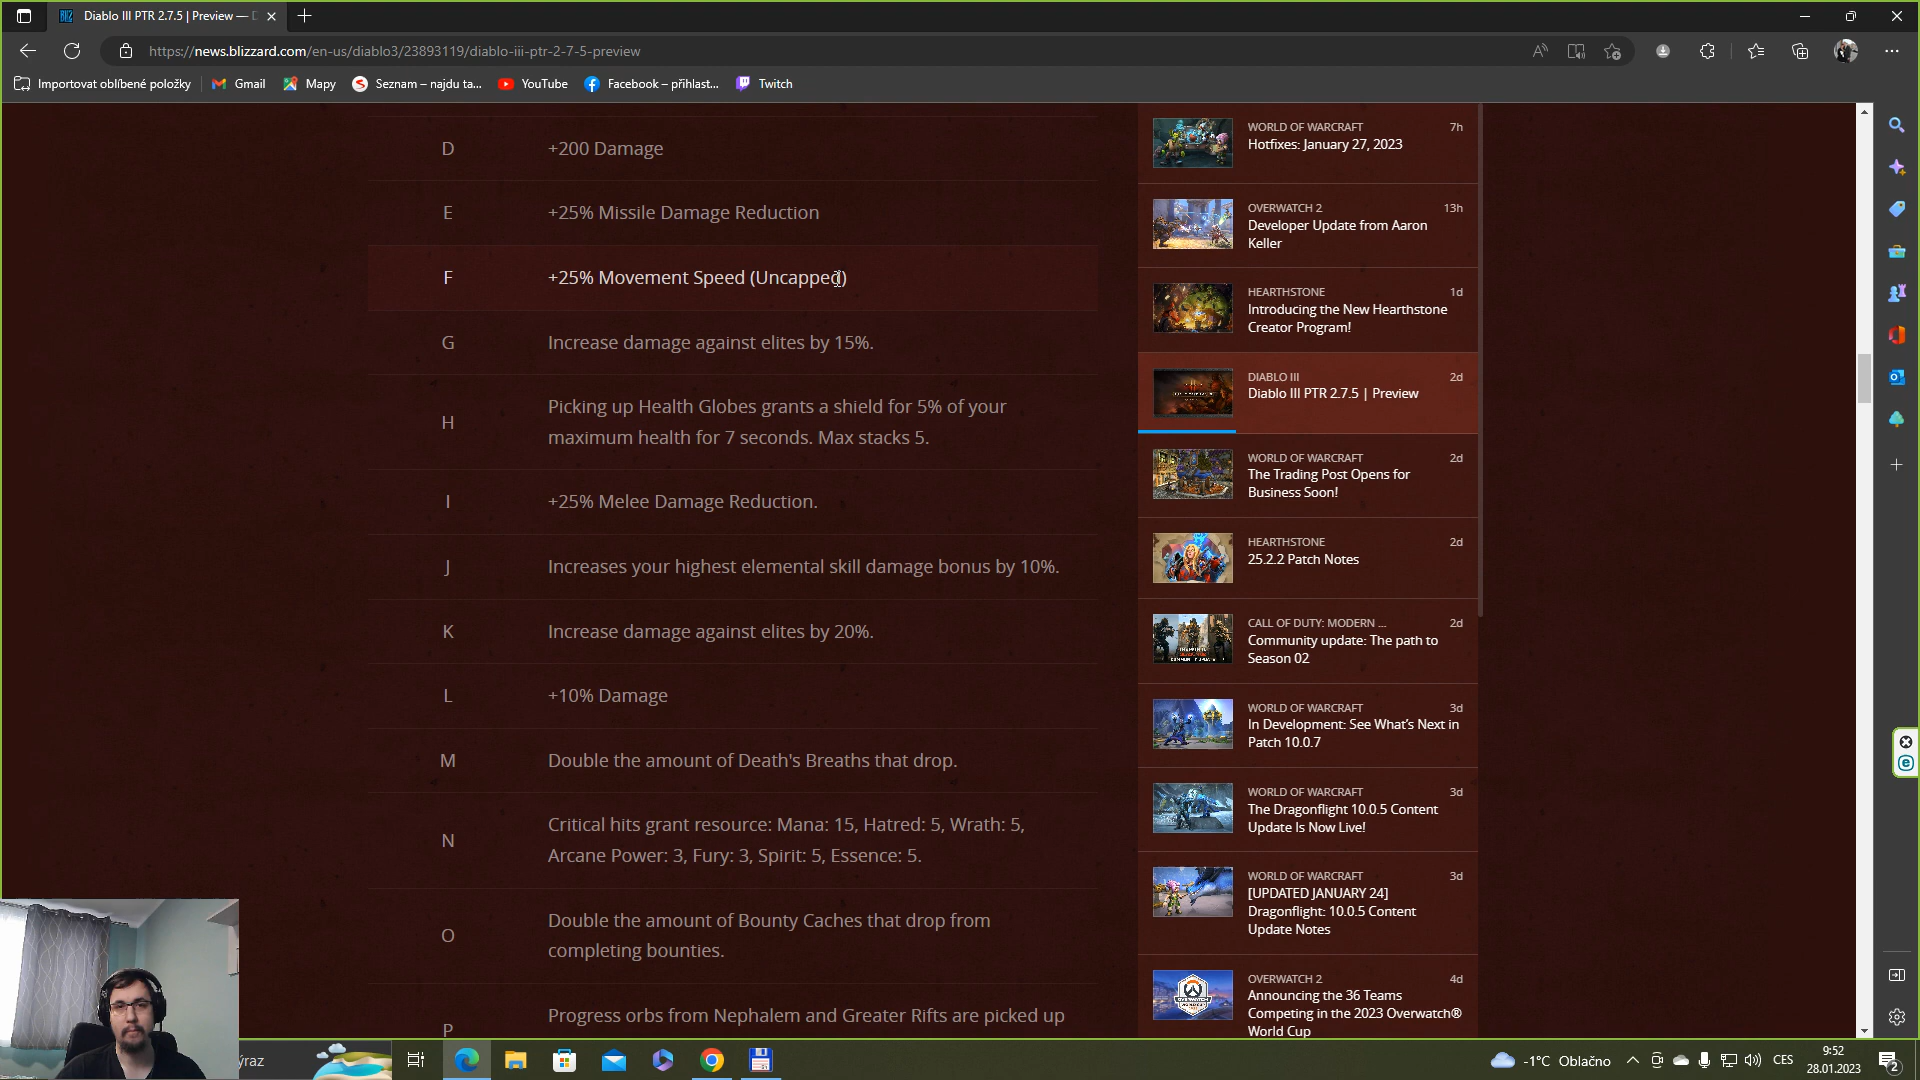 Diablo III PTR 2.7.5 | Preview — D
https://news.blizzard.com/en-us/diablo3/23893119/diablo-iii-ptr-2-7-5-preview
Importovat oblíbené položky
Gmail
Mapy
Seznam – najdu ta...
YouTube
Facebook – přihlast...
Twitch
D +200 Damage
E +25% Missile Damage Reduction
F +25% Movement Speed (Uncapped)
G Increase damage against elites by 15%.
H Picking up Health Globes grants a shield for 5% of your
maximum health for 7 seconds. Max stacks 5.
I +25% Melee Damage Reduction.
J Increases your highest elemental skill damage bonus by 10%.
K Increase damage against elites by 20%.
L +10% Damage
M Double the amount of Death's Breaths that drop.
N Critical hits grant resource: Mana: 15, Hatred: 5, Wrath: 5,
Arcane Power: 3, Fury: 3, Spirit: 5, Essence: 5.
O Double the amount of Bounty Caches that drop from
completing bounties.
P Progress orbs from Nephalem and Greater Rifts are picked up
WORLD OF WARCRAFT 7h
Hotfixes: January 27, 2023
OVERWATCH 2 13h
Developer Update from Aaron
Keller
HEARTHSTONE 1d
Introducing the New Hearthstone
Creator Program!
DIABLO III 2d
Diablo III PTR 2.7.5 | Preview
WORLD OF WARCRAFT 2d
The Trading Post Opens for
Business Soon!
HEARTHSTONE 2d
25.2.2 Patch Notes
CALL OF DUTY: MODERN ... 2d
Community update: The path to
Season 02
WORLD OF WARCRAFT 3d
In Development: See What's Next in
Patch 10.0.7
WORLD OF WARCRAFT 3d
The Dragonflight 10.0.5 Content
Update Is Now Live!
WORLD OF WARCRAFT 3d
[UPDATED JANUARY 24]
Dragonflight: 10.0.5 Content
Update Notes
OVERWATCH 2 4d
Announcing the 36 Teams
Competing in the 2023 Overwatch®
World Cup
ýraz
-1°C Oblačno
CES
9:52
28.01.2023
2